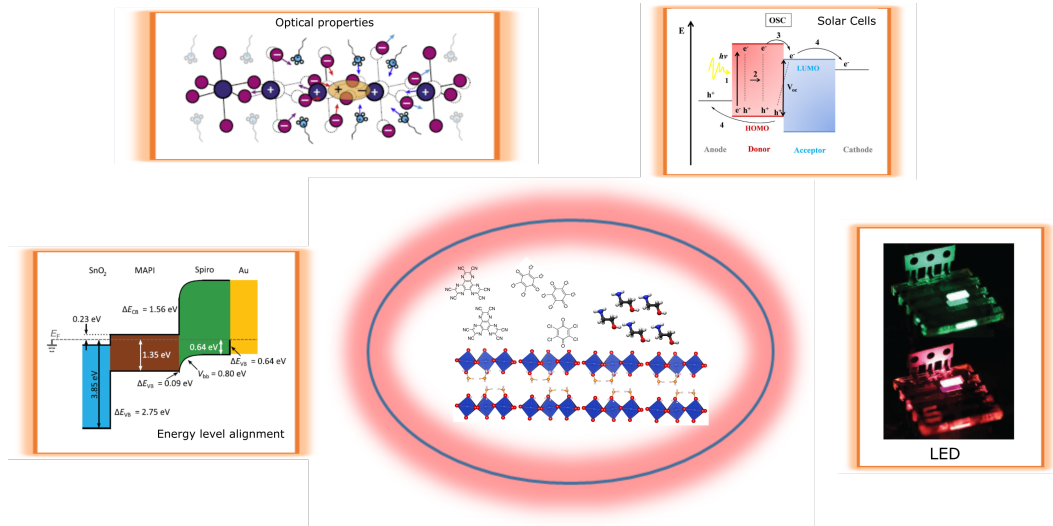 Optical properties
OSC
Solar Cells
E
hν
1
2
3
4
e⁻ e⁻
e⁻
e⁻
LUMO
V_oc
h⁺
e⁻ h⁺ h⁺ h⁺
4
HOMO
Anode Donor Acceptor Cathode
SnO₂ MAPI Spiro Au
ΔE_CB = 1.56 eV
0.23 eV
E_F
1.35 eV
0.64 eV
ΔE_VB = 0.64 eV
V_bb = 0.80 eV
ΔE_VB = 0.09 eV
3.85 eV
ΔE_VB = 2.75 eV
Energy level alignment
LED